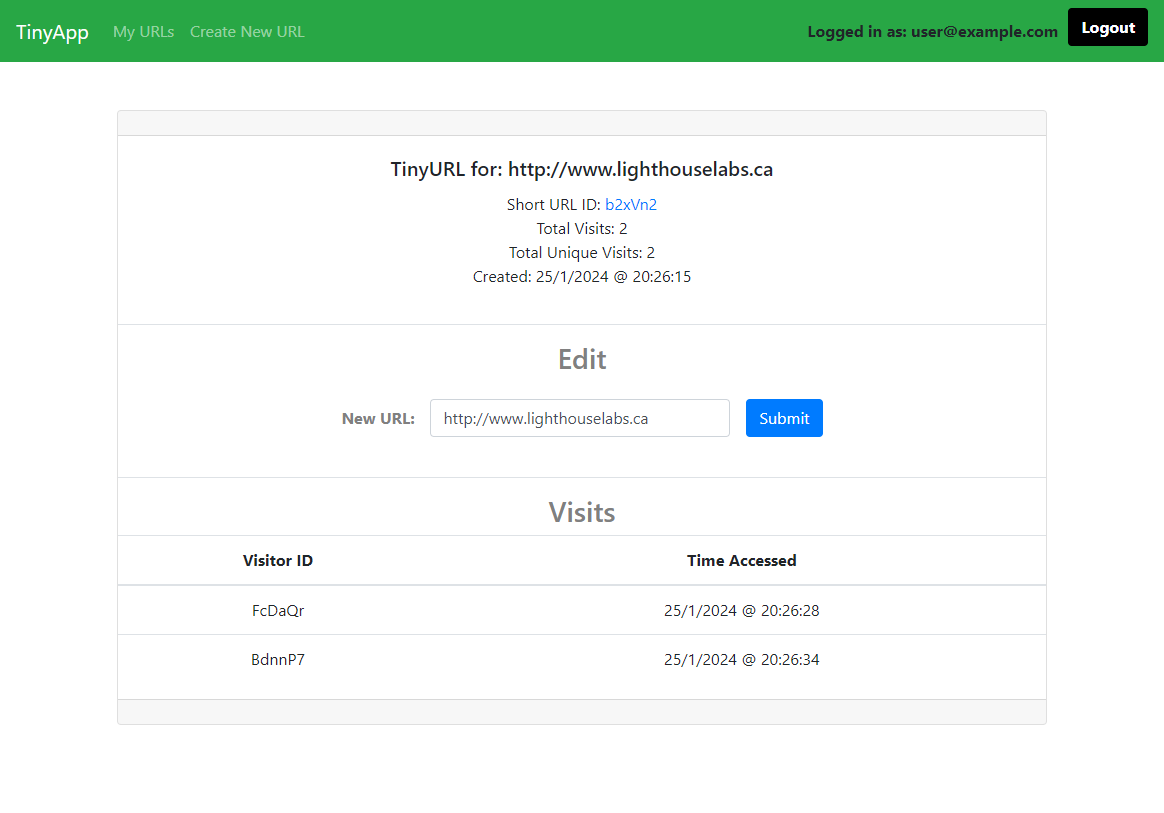 TinyApp My URLs Create New URL Logged in as: user@example.com Logout
TinyURL for: http://www.lighthouselabs.ca
Short URL ID: b2xVn2
Total Visits: 2
Total Unique Visits: 2
Created: 25/1/2024 @ 20:26:15
Edit
New URL: http://www.lighthouselabs.ca Submit
Visits
Visitor ID Time Accessed
FcDaQr 25/1/2024 @ 20:26:28
BdnnP7 25/1/2024 @ 20:26:34